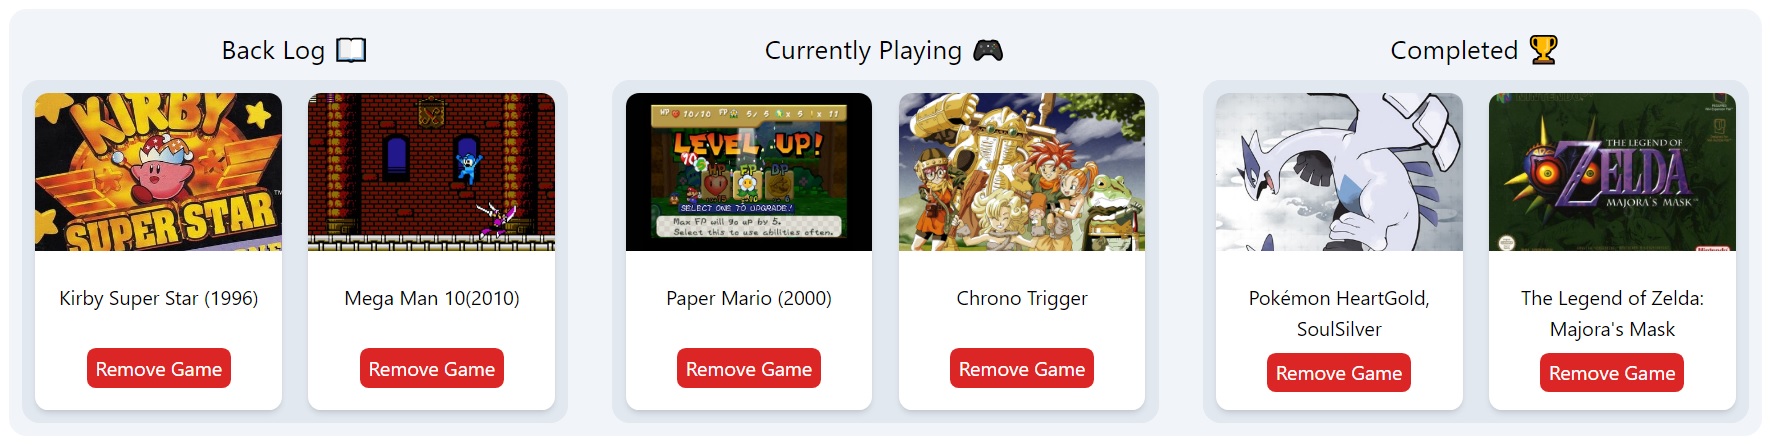 Back Log
KIRBY
SUPER STAR
TM
Kirby Super Star (1996)
Remove Game
Mega Man 10(2010)
Remove Game
Currently Playing
HP 10/10 FP 5/5 x 5 x 11
LEVEL UP!
HP FP BP
SELECT ONE TO UPGRADE!
Max FP will go up by 5.
Select this to use abilities often.
Paper Mario (2000)
Remove Game
Chrono Trigger
Remove Game
Completed
Pokémon HeartGold,
SoulSilver
Remove Game
THE LEGEND OF
ZELDA
MAJORA'S MASK
Nintendo
The Legend of Zelda:
Majora's Mask
Remove Game